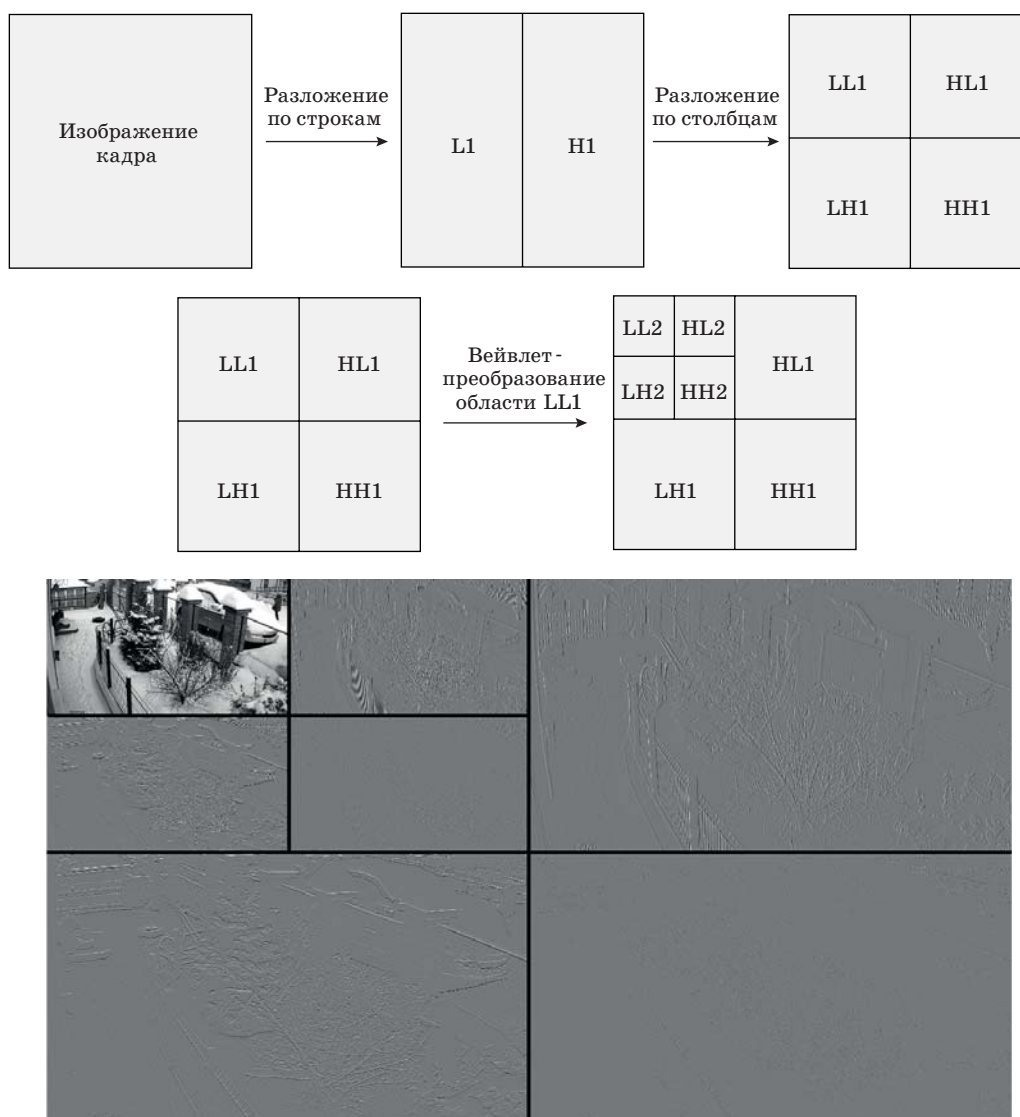 Изображение
кадра
Разложение
по строкам
L1
H1
Разложение
по столбцам
LL1
HL1
LH1
HH1
LL1
HL1
LH1
HH1
Вейвлет-
преобразование
области LL1
LL2
HL2
LH2
HH2
HL1
LH1
HH1